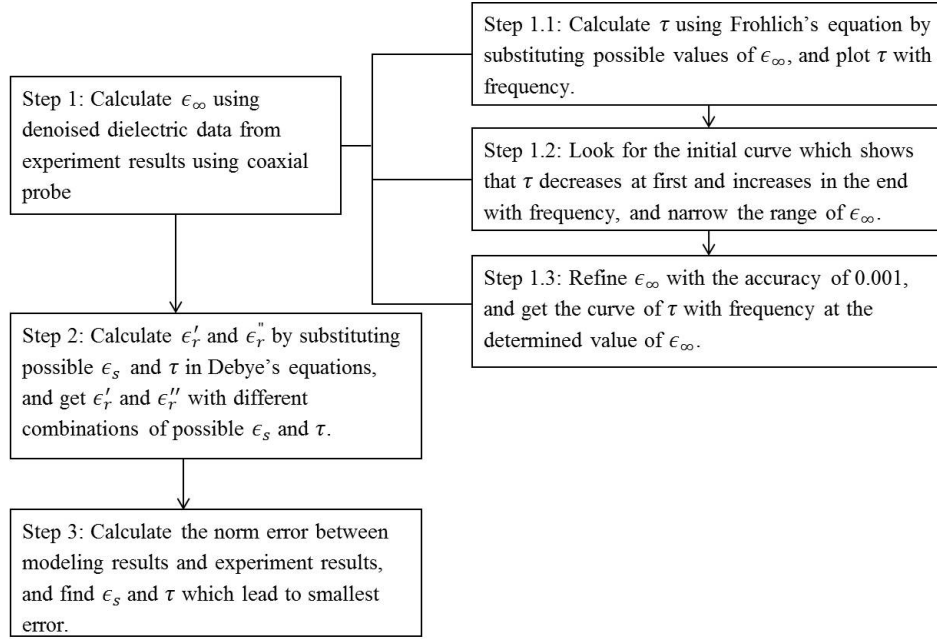 Step 1: Calculate ϵ∞ using
denoised dielectric data from
experiment results using coaxial
probe
Step 1.1: Calculate τ using Frohlich’s equation by
substituting possible values of ϵ∞, and plot τ with
frequency.
Step 1.2: Look for the initial curve which shows
that τ decreases at first and increases in the end
with frequency, and narrow the range of ϵ∞.
Step 1.3: Refine ϵ∞ with the accuracy of 0.001,
and get the curve of τ with frequency at the
determined value of ϵ∞.
Step 2: Calculate ϵ′r and ϵ"r by substituting
possible ϵs and τ in Debye’s equations,
and get ϵ′r and ϵ′′r with different
combinations of possible ϵs and τ.
Step 3: Calculate the norm error between
modeling results and experiment results,
and find ϵs and τ which lead to smallest
error.